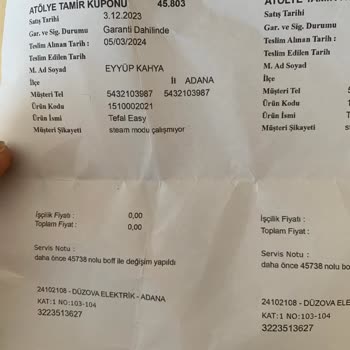 ATÖLYE TAMİR KUPONU 45.803
Satış Tarihi 3.12.2023
Gar. ve Sig. Durumu Garanti Dahilinde
Teslim Alınan Tarih : 05/03/2024
Teslim Edilen Tarih
M. Ad Soyad EYYÜP KAHYA
İlçe İl ADANA
Müşteri Tel 5432103987 5432103987
Ürün Kodu 1510002021
Ürün İsmi Tefal Easy
Müşteri Şikayeti steam modu çalışmıyor
İşçilik Fiyatı : 0,00
Toplam Fiyat : 0,00
Servis Notu :
daha önce 45738 nolu boff ile değişim yapıldı
24102108 - DÜZOVA ELEKTRİK - ADANA
KAT:1 NO:103-104
3223513627
ATÖLYE TAMİR
Satış Tarihi
Gar. ve Sig. Durumu
Teslim Alınan Tarih :
Teslim Edilen Tarih
M. Ad Soyad
İlçe
Müşteri Tel 5
Ürün Kodu 1
Ürün İsmi T
Müşteri Şikayeti s
İşçilik Fiyatı :
Toplam Fiyat :
Servis Notu :
daha önce 45738 nolu
24102108 - DÜZOVA EL
KAT:1 NO:103-104
3223513627